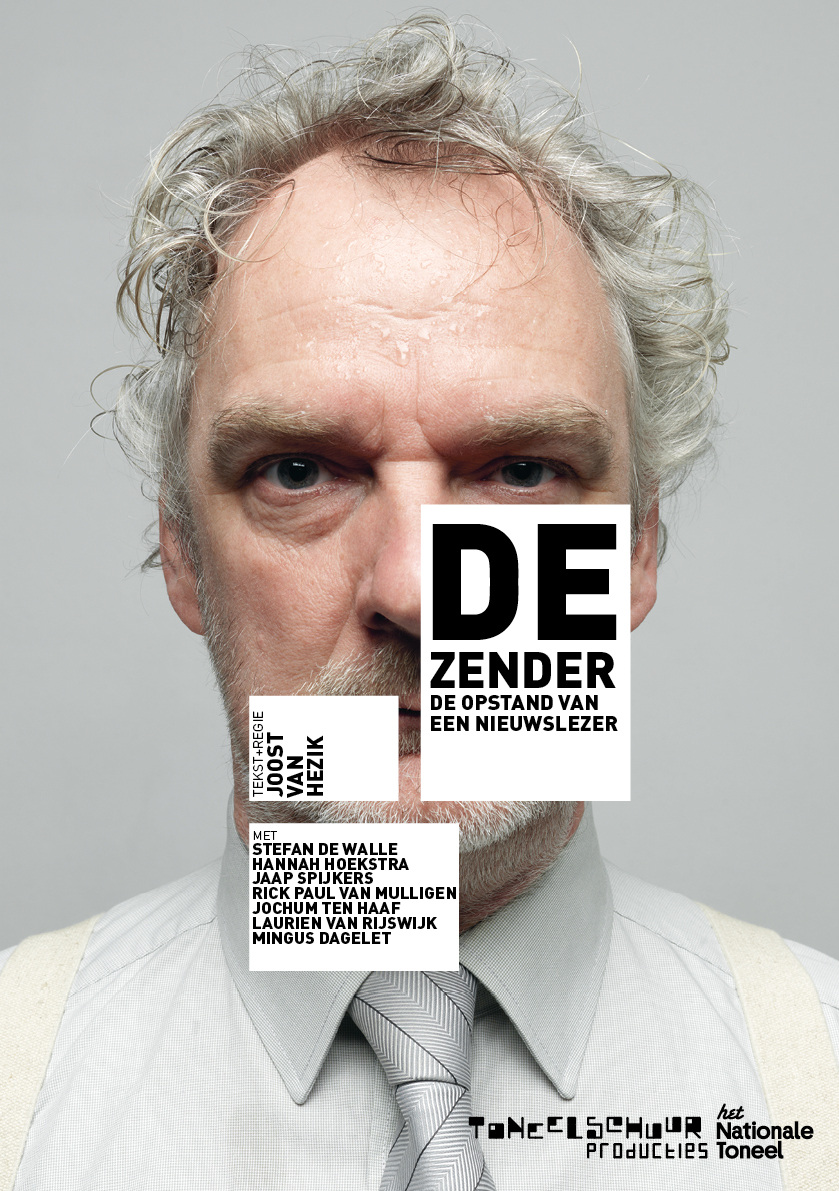 DE
ZENDER
DE OPSTAND VAN
EEN NIEUWSLEZER
TEKST+REGIE
JOOST
VAN
HEZIK
MET
STEFAN DE WALLE
HANNAH HOEKSTRA
JAAP SPIJKERS
RICK PAUL VAN MULLIGEN
JOCHUM TEN HAAF
LAURIEN VAN RIJSWIJK
MINGUS DAGELET
TONEELSCHUUR
PRODUCTIES
het
Nationale
Toneel